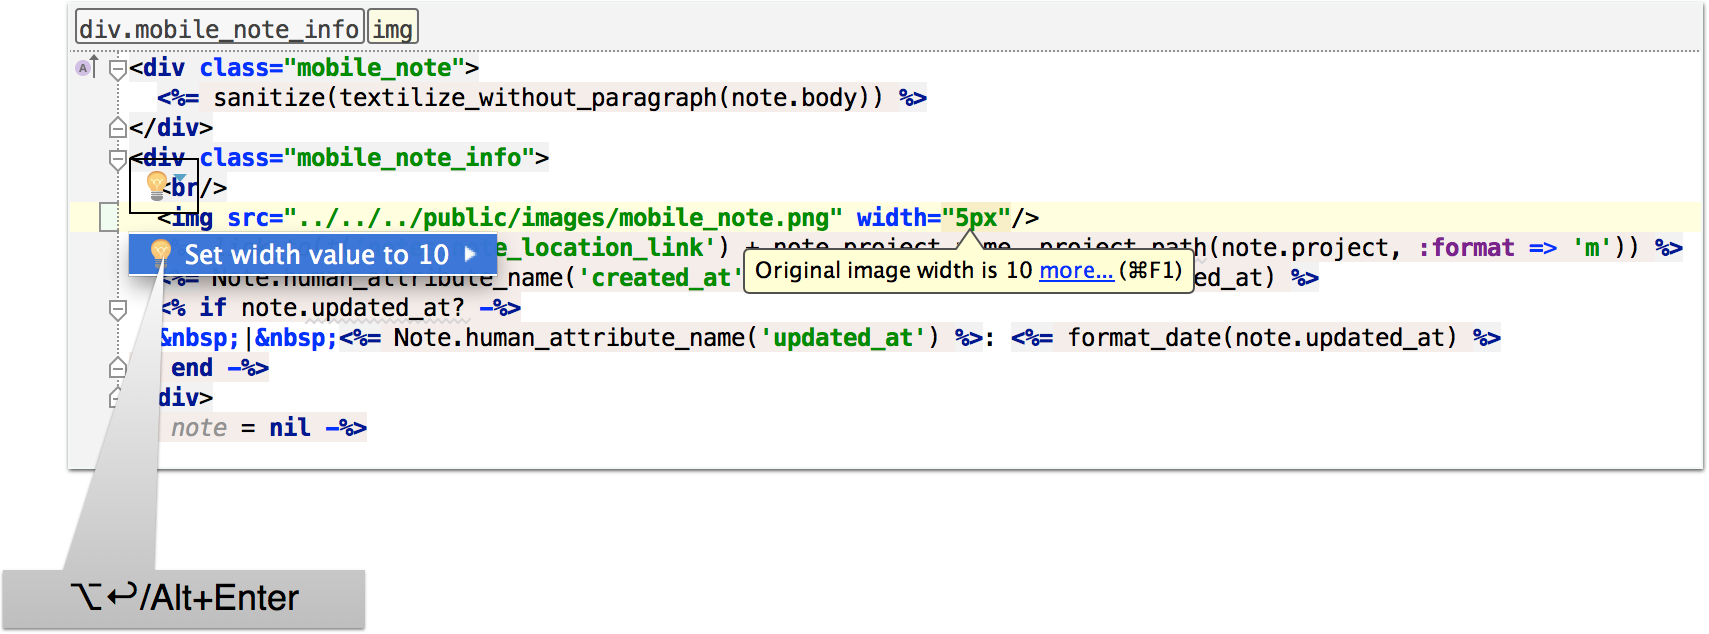 div.mobile_note_info img
A
<div class="mobile_note">
<%= sanitize(textilize_without_paragraph(note.body)) %>
</div>
<div class="mobile_note_info">
<br/>
<img src="../../../public/images/mobile_note.png" width="5px"/>
_location_link') + note.project. , project_path(note.project, :format => 'm')) %>
Set width value to 10
Original image width is 10 more... (⌘F1)
<%= Note.human_attribute_name('created_at' ed_at) %>
<% if note.updated_at? -%>
&nbsp;|&nbsp;<%= Note.human_attribute_name('updated_at') %>: <%= format_date(note.updated_at) %>
end -%>
div>
note = nil -%>
⌥↩/Alt+Enter